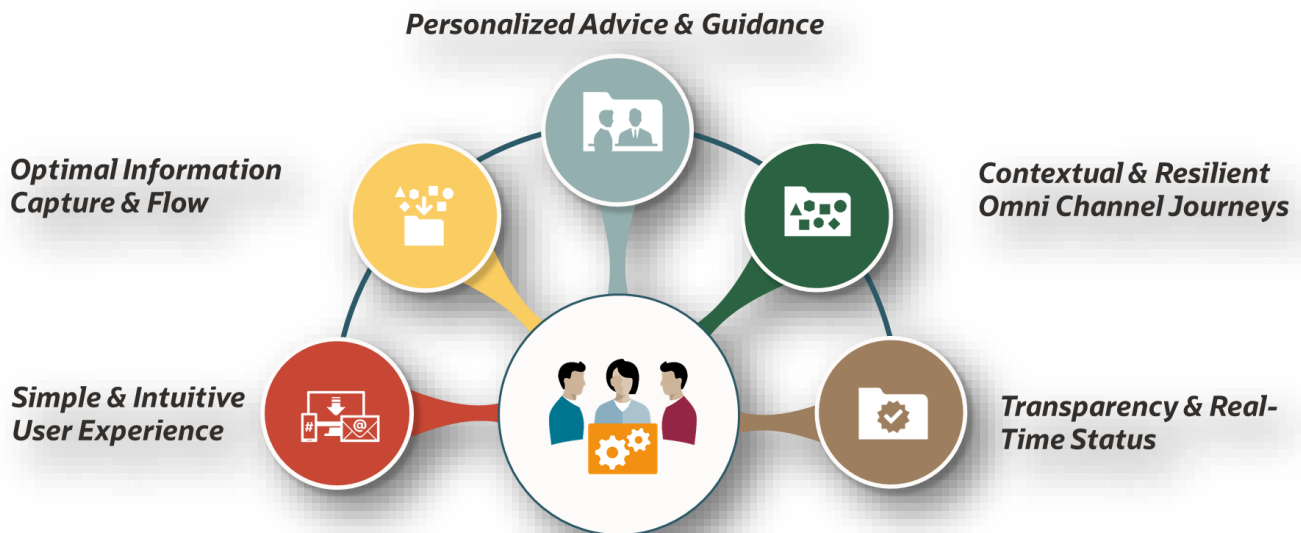 Personalized Advice & Guidance
Optimal Information
Capture & Flow
Contextual & Resilient
Omni Channel Journeys
Simple & Intuitive
User Experience
#
@
Transparency & Real-
Time Status